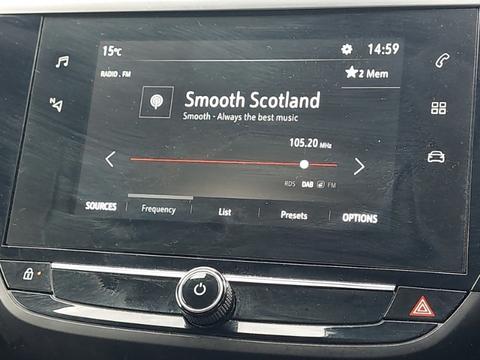 15°C 14:59
RADIO . FM 2 Mem
N
Smooth Scotland
Smooth - Always the best music
105.20 MHz
RDS DAB FM
SOURCES Frequency List Presets OPTIONS